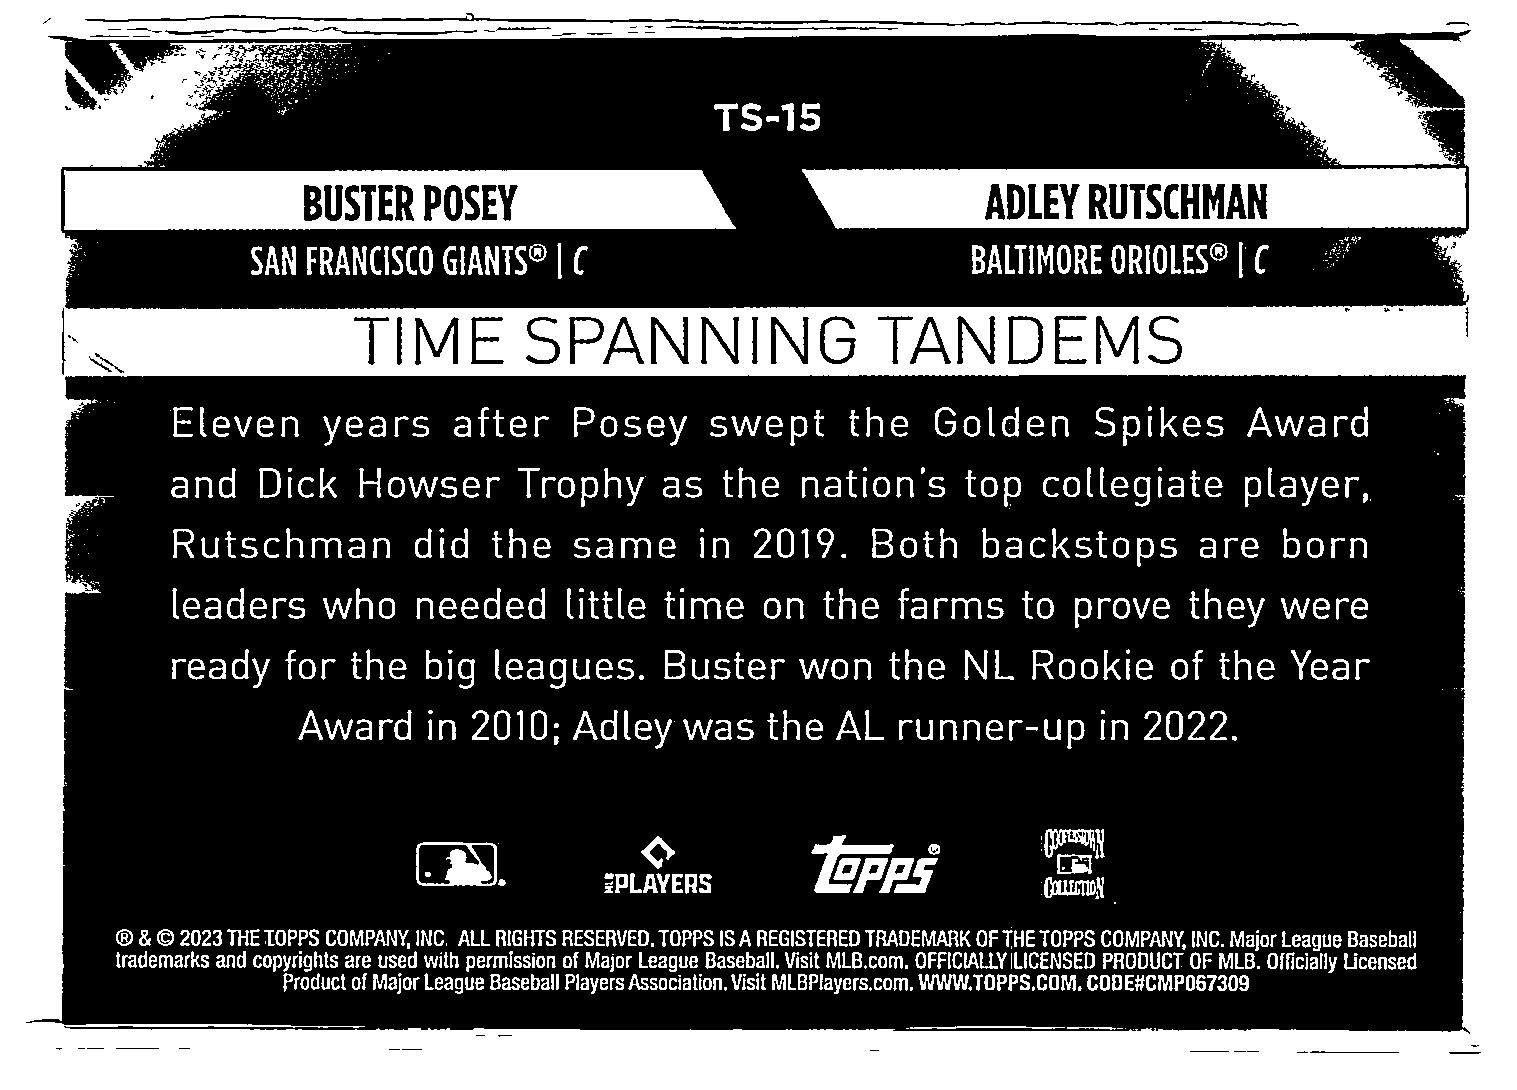 TS-15
BUSTER POSEY
SAN FRANCISCO GIANTS® | C
ADLEY RUTSCHMAN
BALTIMORE ORIOLES® | C
TIME SPANNING TANDEMS
Eleven years after Posey swept the Golden Spikes Award
and Dick Howser Trophy as the nation's top collegiate player,
Rutschman did the same in 2019. Both backstops are born
leaders who needed little time on the farms to prove they were
ready for the big leagues. Buster won the NL Rookie of the Year
Award in 2010; Adley was the AL runner-up in 2022.
MLB PLAYERS
Topps®
COOPERSTOWN
COLLECTION
® & © 2023 THE TOPPS COMPANY, INC. ALL RIGHTS RESERVED. TOPPS IS A REGISTERED TRADEMARK OF THE TOPPS COMPANY, INC. Major League Baseball
trademarks and copyrights are used with permission of Major League Baseball. Visit MLB.com. OFFICIALLY LICENSED PRODUCT OF MLB. Officially Licensed
Product of Major League Baseball Players Association. Visit MLBPlayers.com. WWW.TOPPS.COM. CODE#CMP067309